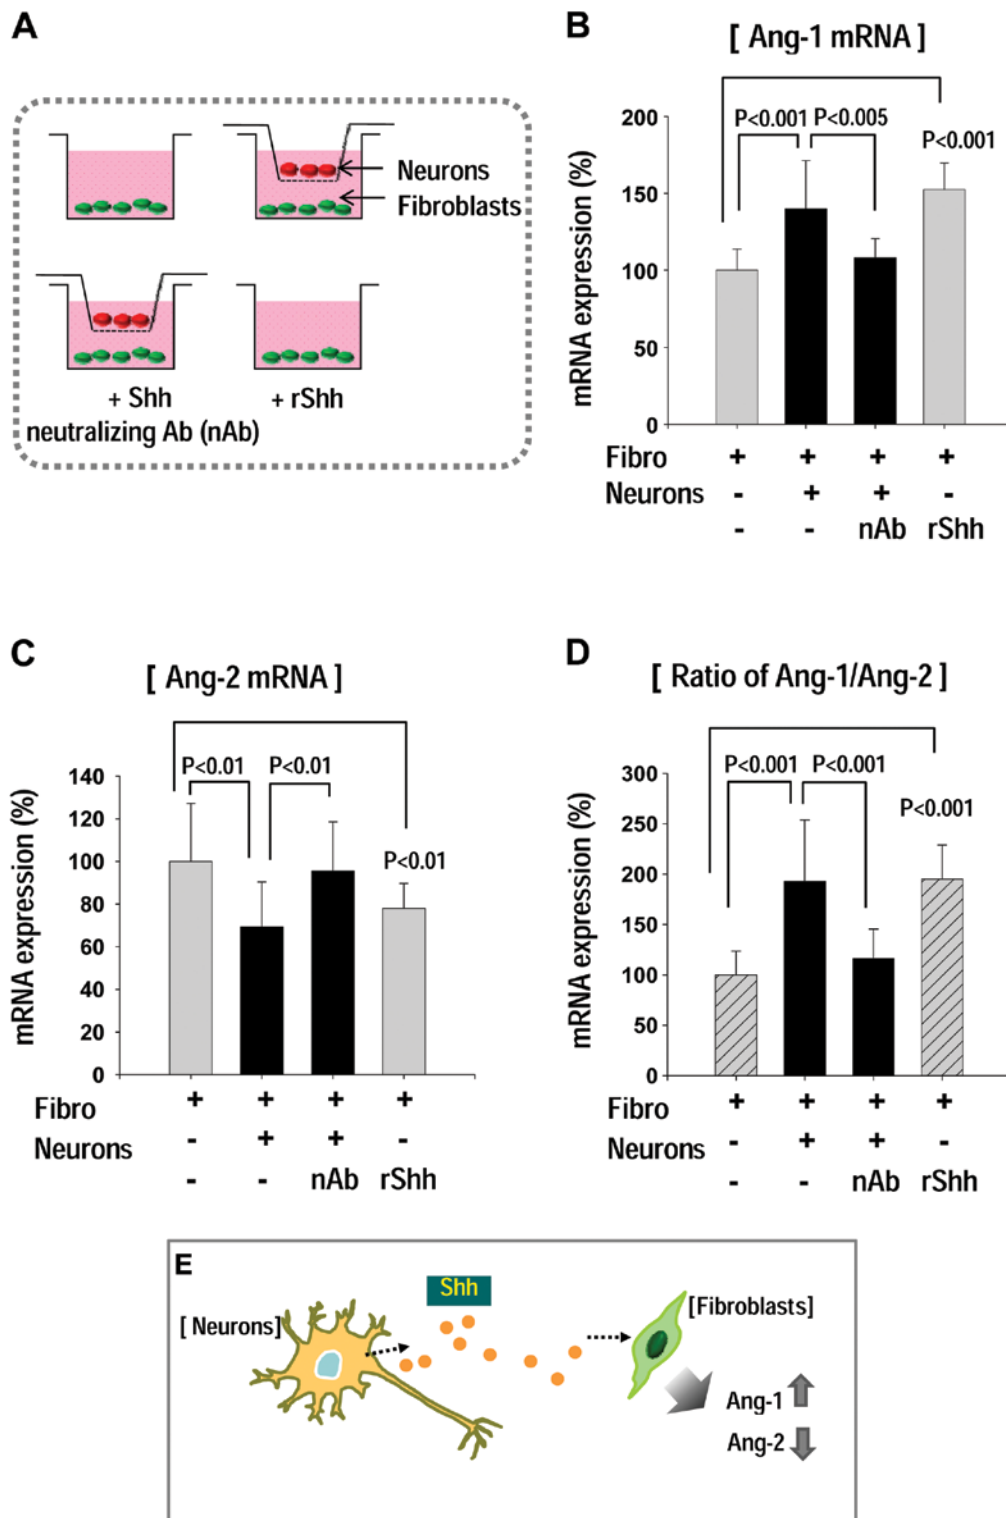 A
Neurons
Fibroblasts
+ Shh
neutralizing Ab (nAb)
+ rShh
B
[ Ang-1 mRNA ]
P<0.001
P<0.005
P<0.001
mRNA expression (%)
200
150
100
50
0
Fibro + + + +
Neurons - + + -
- - nAb rShh
C
[ Ang-2 mRNA ]
P<0.01
P<0.01
P<0.01
mRNA expression (%)
140
120
100
80
60
40
20
0
Fibro + + + +
Neurons - + + -
- - nAb rShh
D
[ Ratio of Ang-1/Ang-2 ]
P<0.001
P<0.001
P<0.001
mRNA expression (%)
300
250
200
150
100
50
0
Fibro + + + +
Neurons - + + -
- - nAb rShh
E
Shh
[ Neurons]
[Fibroblasts]
Ang-1
Ang-2